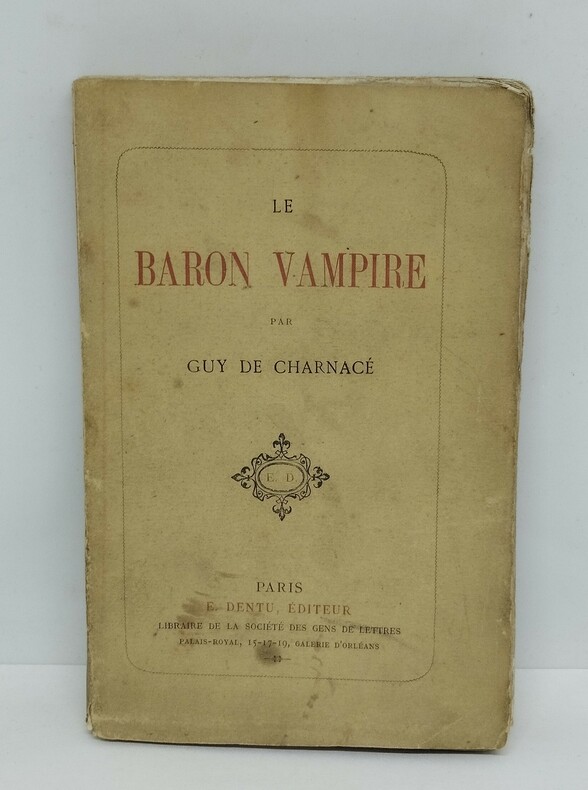 LE
BARON VAMPIRE
PAR
GUY DE CHARNACÉ
E. D.
PARIS
E. DENTU, ÉDITEUR
LIBRAIRE DE LA SOCIÉTÉ DES GENS DE LETTRES
PALAIS-ROYAL, 15-17-19, GALERIE D'ORLÉANS